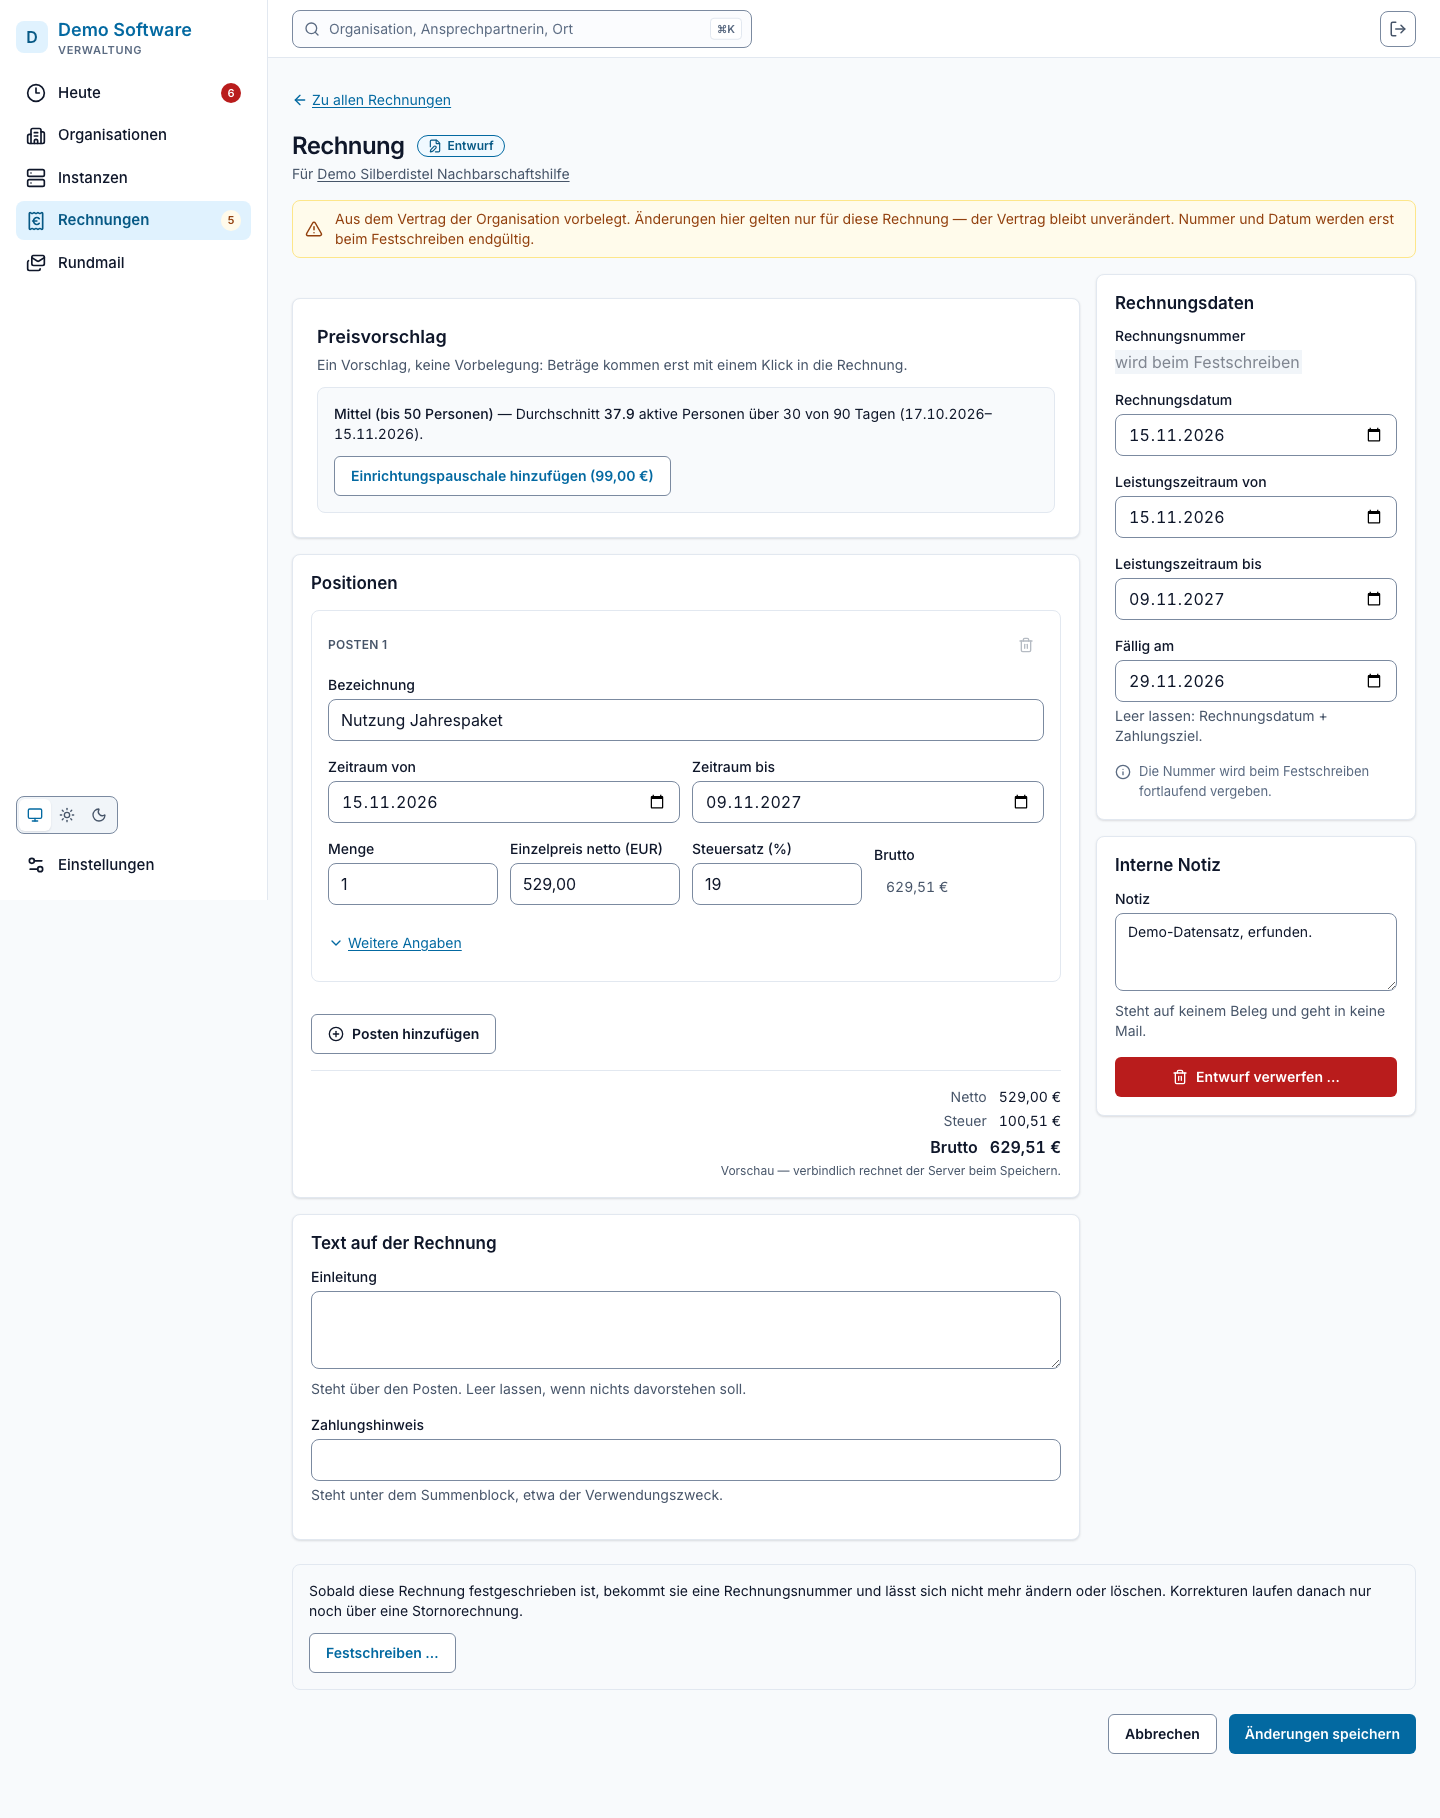 D
Demo Software
VERWALTUNG
Heute
6
Organisationen
Instanzen
Rechnungen
5
Rundmail
Einstellungen
Organisation, Ansprechpartnerin, Ort
⌘K
Zu allen Rechnungen
Rechnung
Entwurf
Für Demo Silberdistel Nachbarschaftshilfe
Aus dem Vertrag der Organisation vorbelegt. Änderungen hier gelten nur für diese Rechnung — der Vertrag bleibt unverändert. Nummer und Datum werden erst
beim Festschreiben endgültig.
Preisvorschlag
Ein Vorschlag, keine Vorbelegung: Beträge kommen erst mit einem Klick in die Rechnung.
Mittel (bis 50 Personen) — Durchschnitt 37.9 aktive Personen über 30 von 90 Tagen (17.10.2026–
15.11.2026).
Einrichtungspauschale hinzufügen (99,00 €)
Positionen
POSTEN 1
Bezeichnung
Nutzung Jahrespaket
Zeitraum von
Zeitraum bis
15.11.2026
09.11.2027
Menge
Einzelpreis netto (EUR)
Steuersatz (%)
Brutto
1
529,00
19
629,51 €
Weitere Angaben
Posten hinzufügen
Netto 529,00 €
Steuer 100,51 €
Brutto 629,51 €
Vorschau — verbindlich rechnet der Server beim Speichern.
Text auf der Rechnung
Einleitung
Steht über den Posten. Leer lassen, wenn nichts davorstehen soll.
Zahlungshinweis
Steht unter dem Summenblock, etwa der Verwendungszweck.
Rechnungsdaten
Rechnungsnummer
wird beim Festschreiben
Rechnungsdatum
15.11.2026
Leistungszeitraum von
15.11.2026
Leistungszeitraum bis
09.11.2027
Fällig am
29.11.2026
Leer lassen: Rechnungsdatum +
Zahlungsziel.
Die Nummer wird beim Festschreiben
fortlaufend vergeben.
Interne Notiz
Notiz
Demo-Datensatz, erfunden.
Steht auf keinem Beleg und geht in keine
Mail.
Entwurf verwerfen …
Sobald diese Rechnung festgeschrieben ist, bekommt sie eine Rechnungsnummer und lässt sich nicht mehr ändern oder löschen. Korrekturen laufen danach nur
noch über eine Stornorechnung.
Festschreiben …
Abbrechen
Änderungen speichern